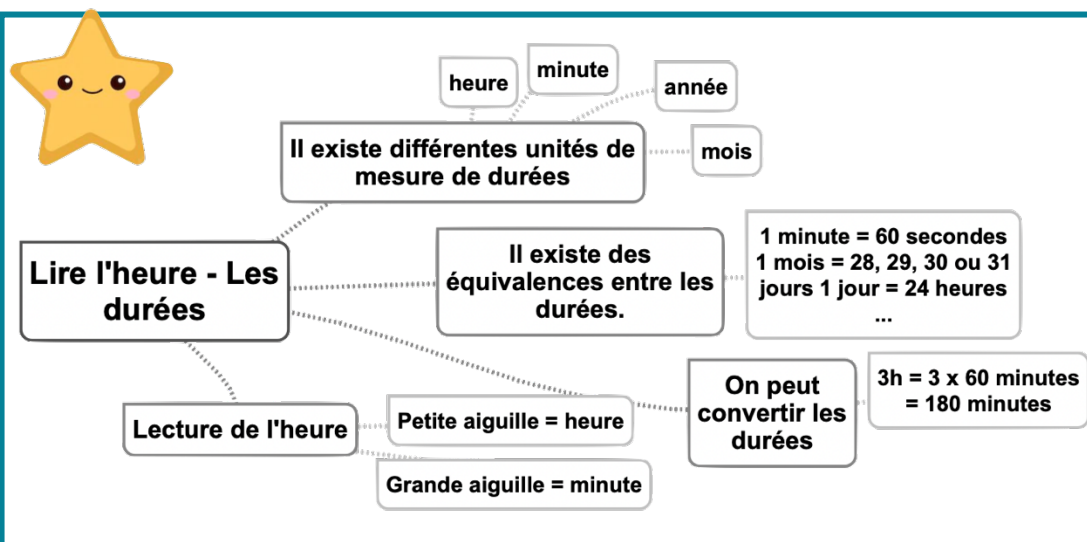 heure
minute
année
mois
Il existe différentes unités de
mesure de durées
Lire l'heure - Les
durées
Il existe des
équivalences entre les
durées.
1 minute = 60 secondes
1 mois = 28, 29, 30 ou 31
jours 1 jour = 24 heures
...
On peut
convertir les
durées
3h = 3 x 60 minutes
= 180 minutes
Lecture de l'heure
Petite aiguille = heure
Grande aiguille = minute